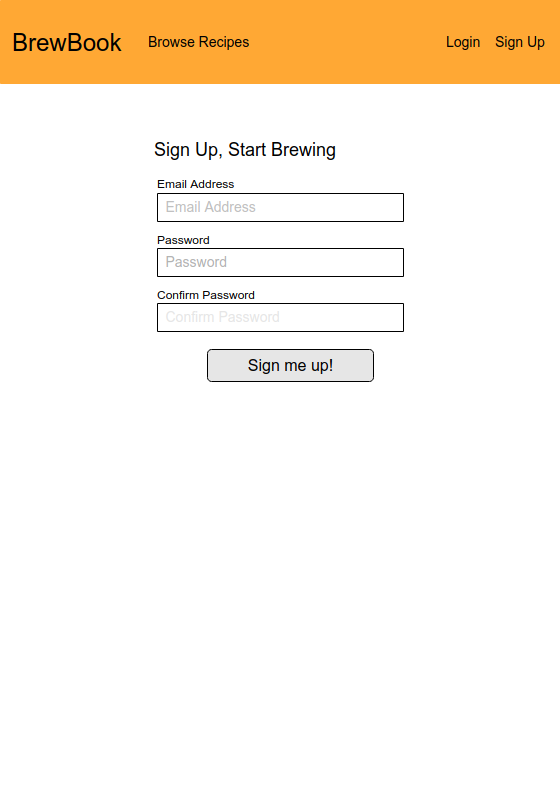 BrewBook Browse Recipes Login Sign Up
Sign Up, Start Brewing
Email Address
Email Address
Password
Password
Confirm Password
Confirm Password
Sign me up!